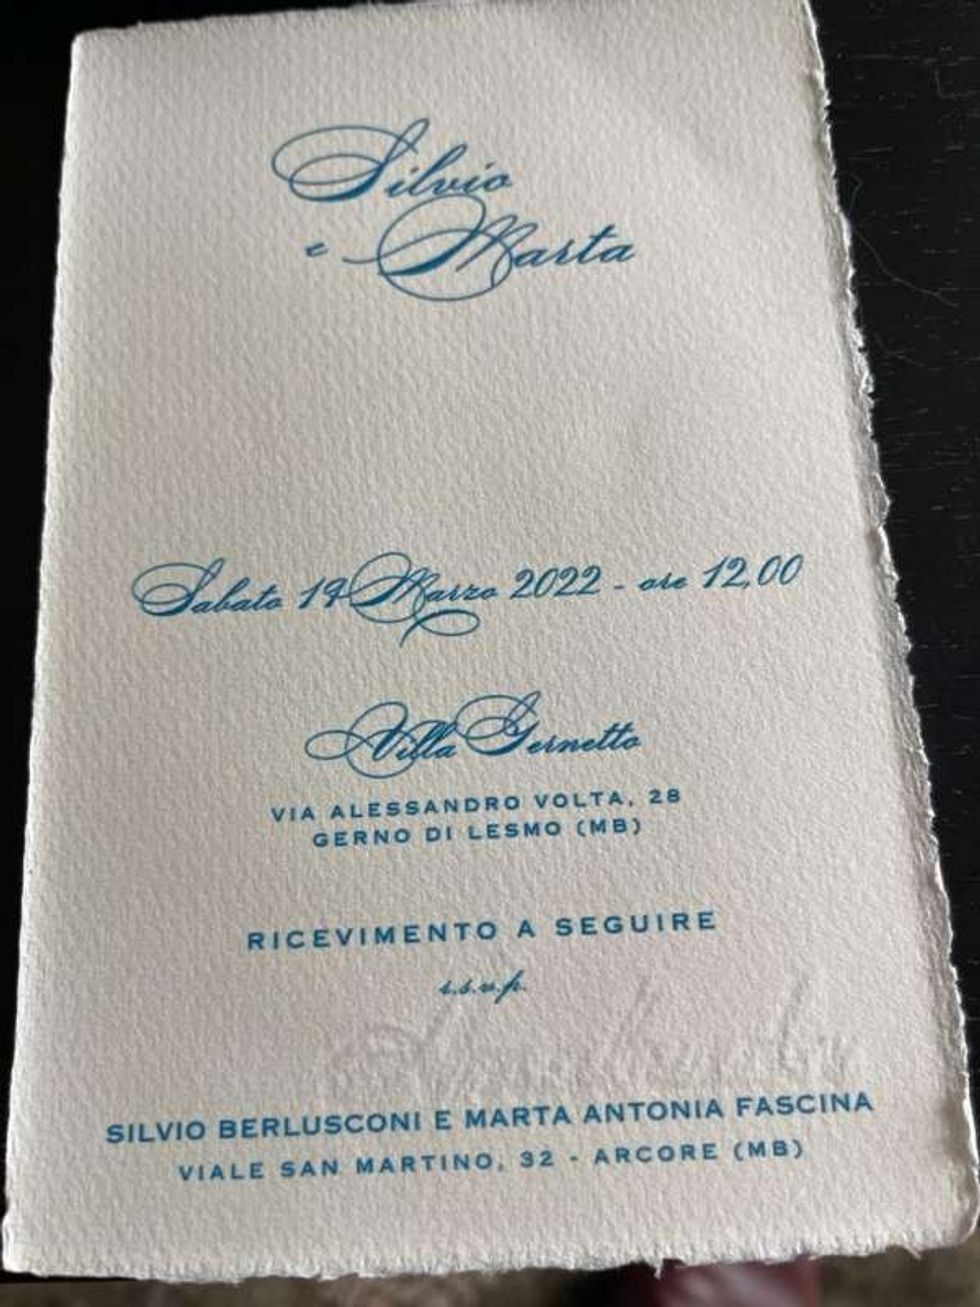 Silvio
e Marta
Sabato 19 Marzo 2022 - ore 12,00
Villa Gernetto
VIA ALESSANDRO VOLTA, 28
GERNO DI LESMO (MB)
RICEVIMENTO A SEGUIRE
r.s.v.p.
SILVIO BERLUSCONI E MARTA ANTONIA FASCINA
VIALE SAN MARTINO, 32 - ARCORE (MB)